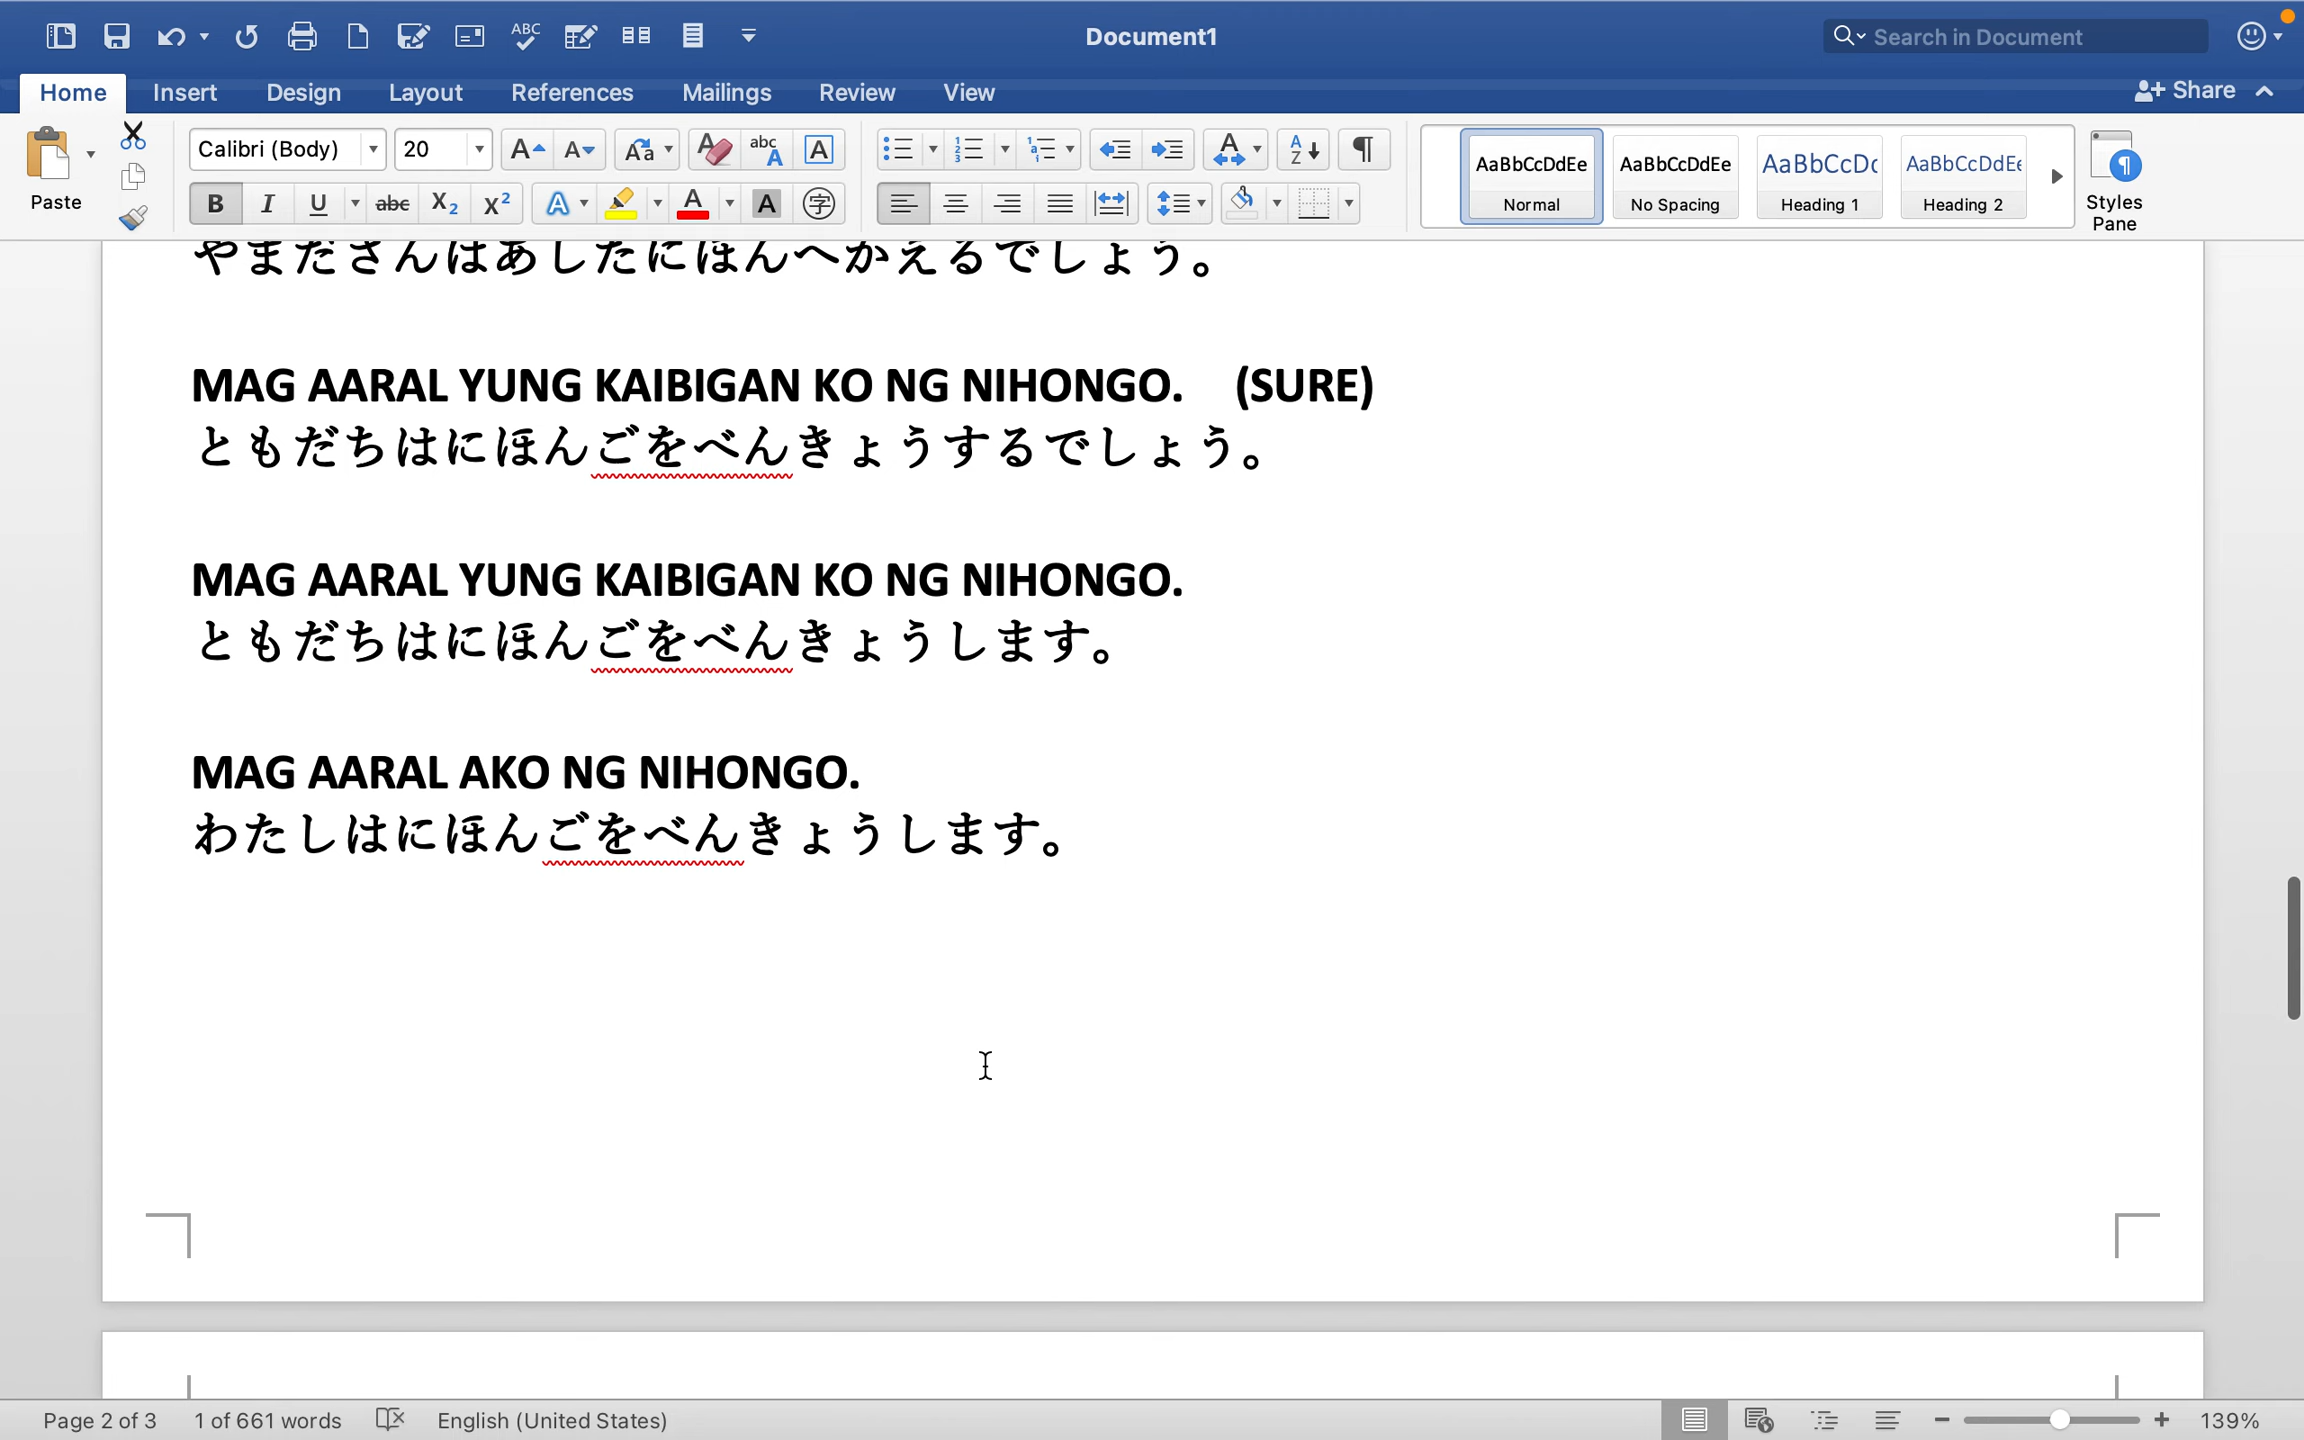 Document1
Search in Document
Home Insert Design Layout References Mailings Review View
Share
Paste
Calibri (Body) 20
AaBbCcDdEe AaBbCcDdEe AaBbCcDc AaBbCcDdEe
Normal No Spacing Heading 1 Heading 2
Styles Pane
やまださんはあしたにほんへかえるでしょう。
MAG AARAL YUNG KAIBIGAN KO NG NIHONGO. (SURE)
ともだちはにほんごをべんきょうするでしょう。
MAG AARAL YUNG KAIBIGAN KO NG NIHONGO.
ともだちはにほんごをべんきょうします。
MAG AARAL AKO NG NIHONGO.
わたしはにほんごをべんきょうします。
Page 2 of 3 1 of 661 words English (United States) 139%